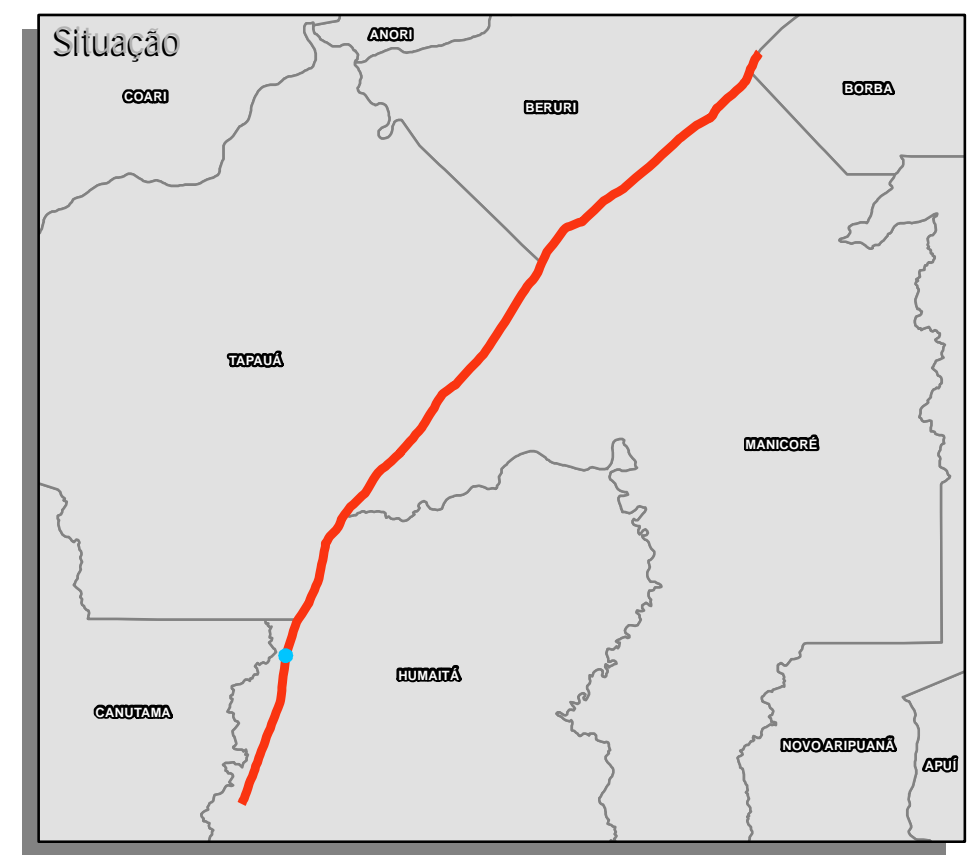 Situação
ANORI
COARI
BERURI
BORBA
TAPAUÁ
MANICORÉ
HUMAITÁ
CANUTAMA
NOVO ARIPUANÃ
APUÍ